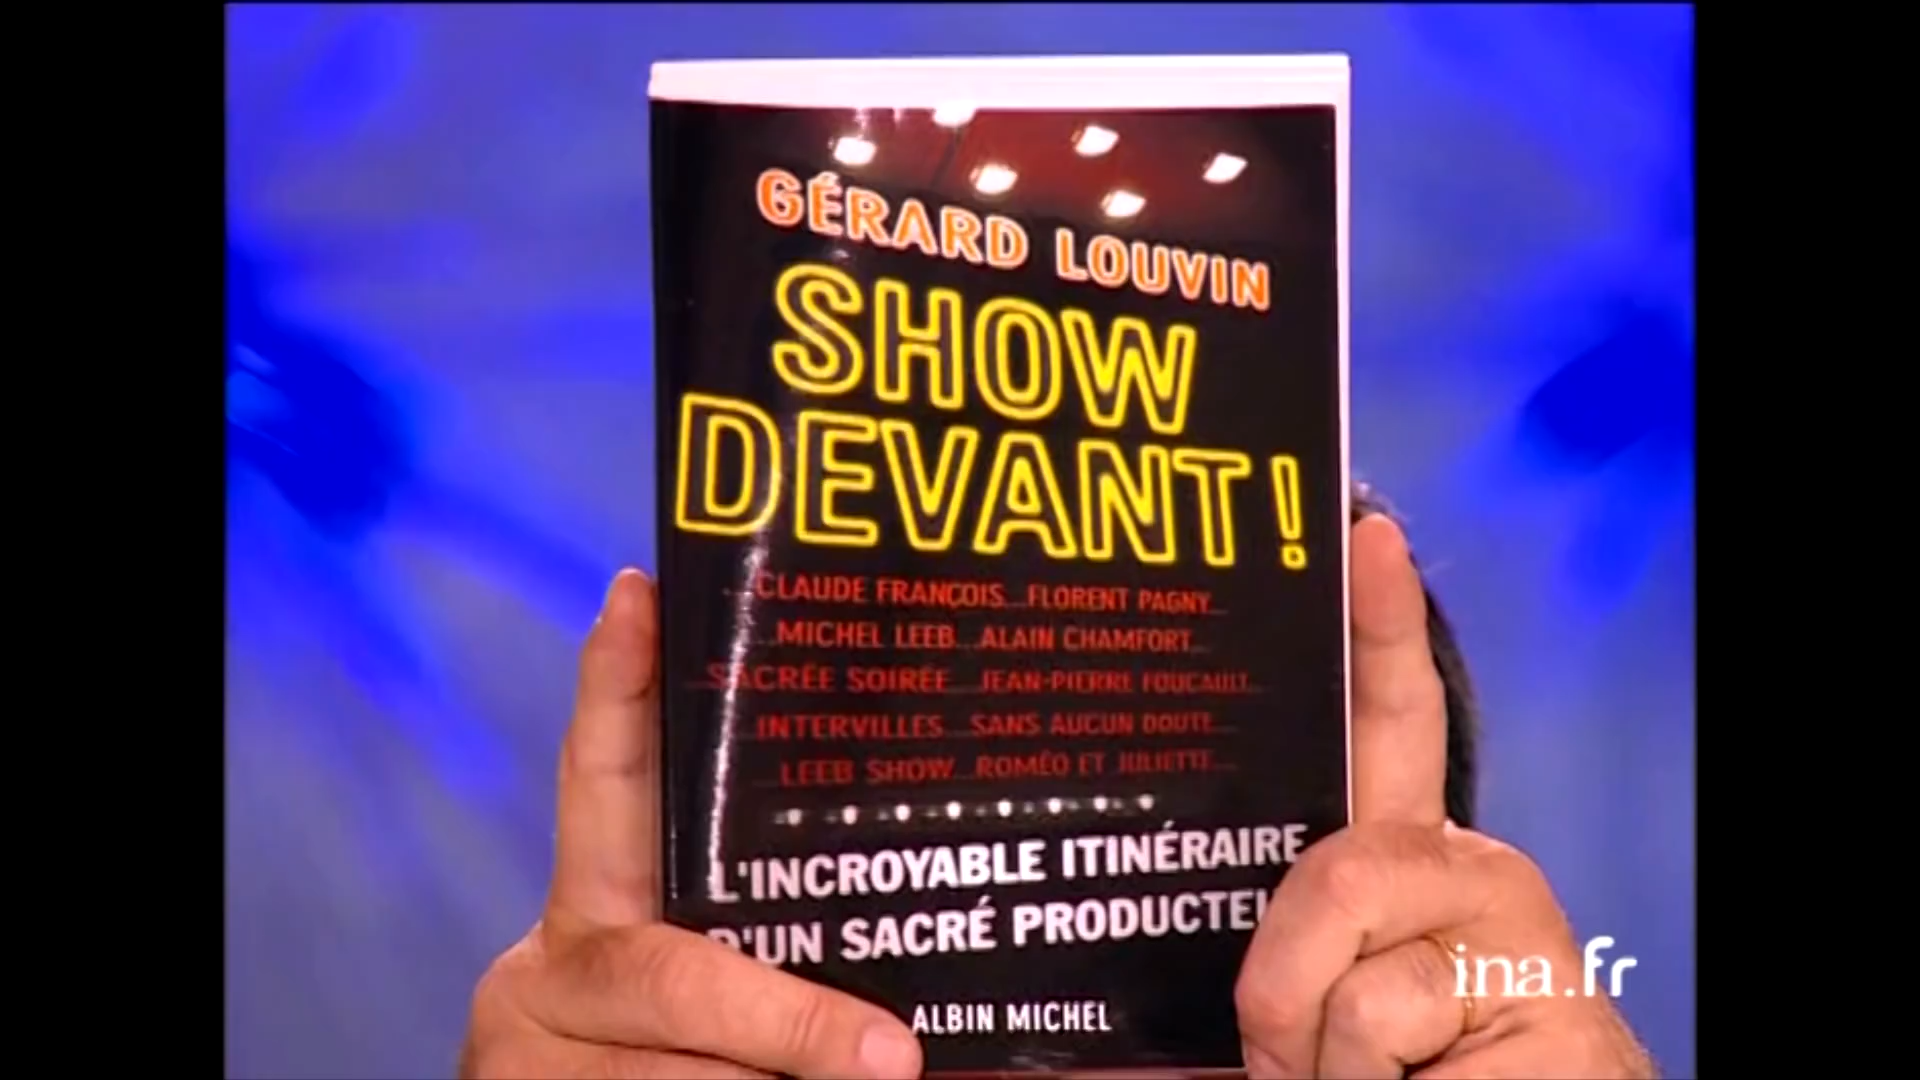 GÉRARD LOUVIN
SHOW
DEVANT!
...CLAUDE FRANÇOIS...FLORENT PAGNY...
...MICHEL LEEB...ALAIN CHAMFORT...
...SACRÉE SOIRÉE...JEAN-PIERRE FOUCAULT...
...INTERVILLES...SANS AUCUN DOUTE...
...LEEB SHOW...ROMÉO ET JULIETTE...
L'INCROYABLE ITINÉRAIRE
D'UN SACRÉ PRODUCTEU
ALBIN MICHEL
ina.fr